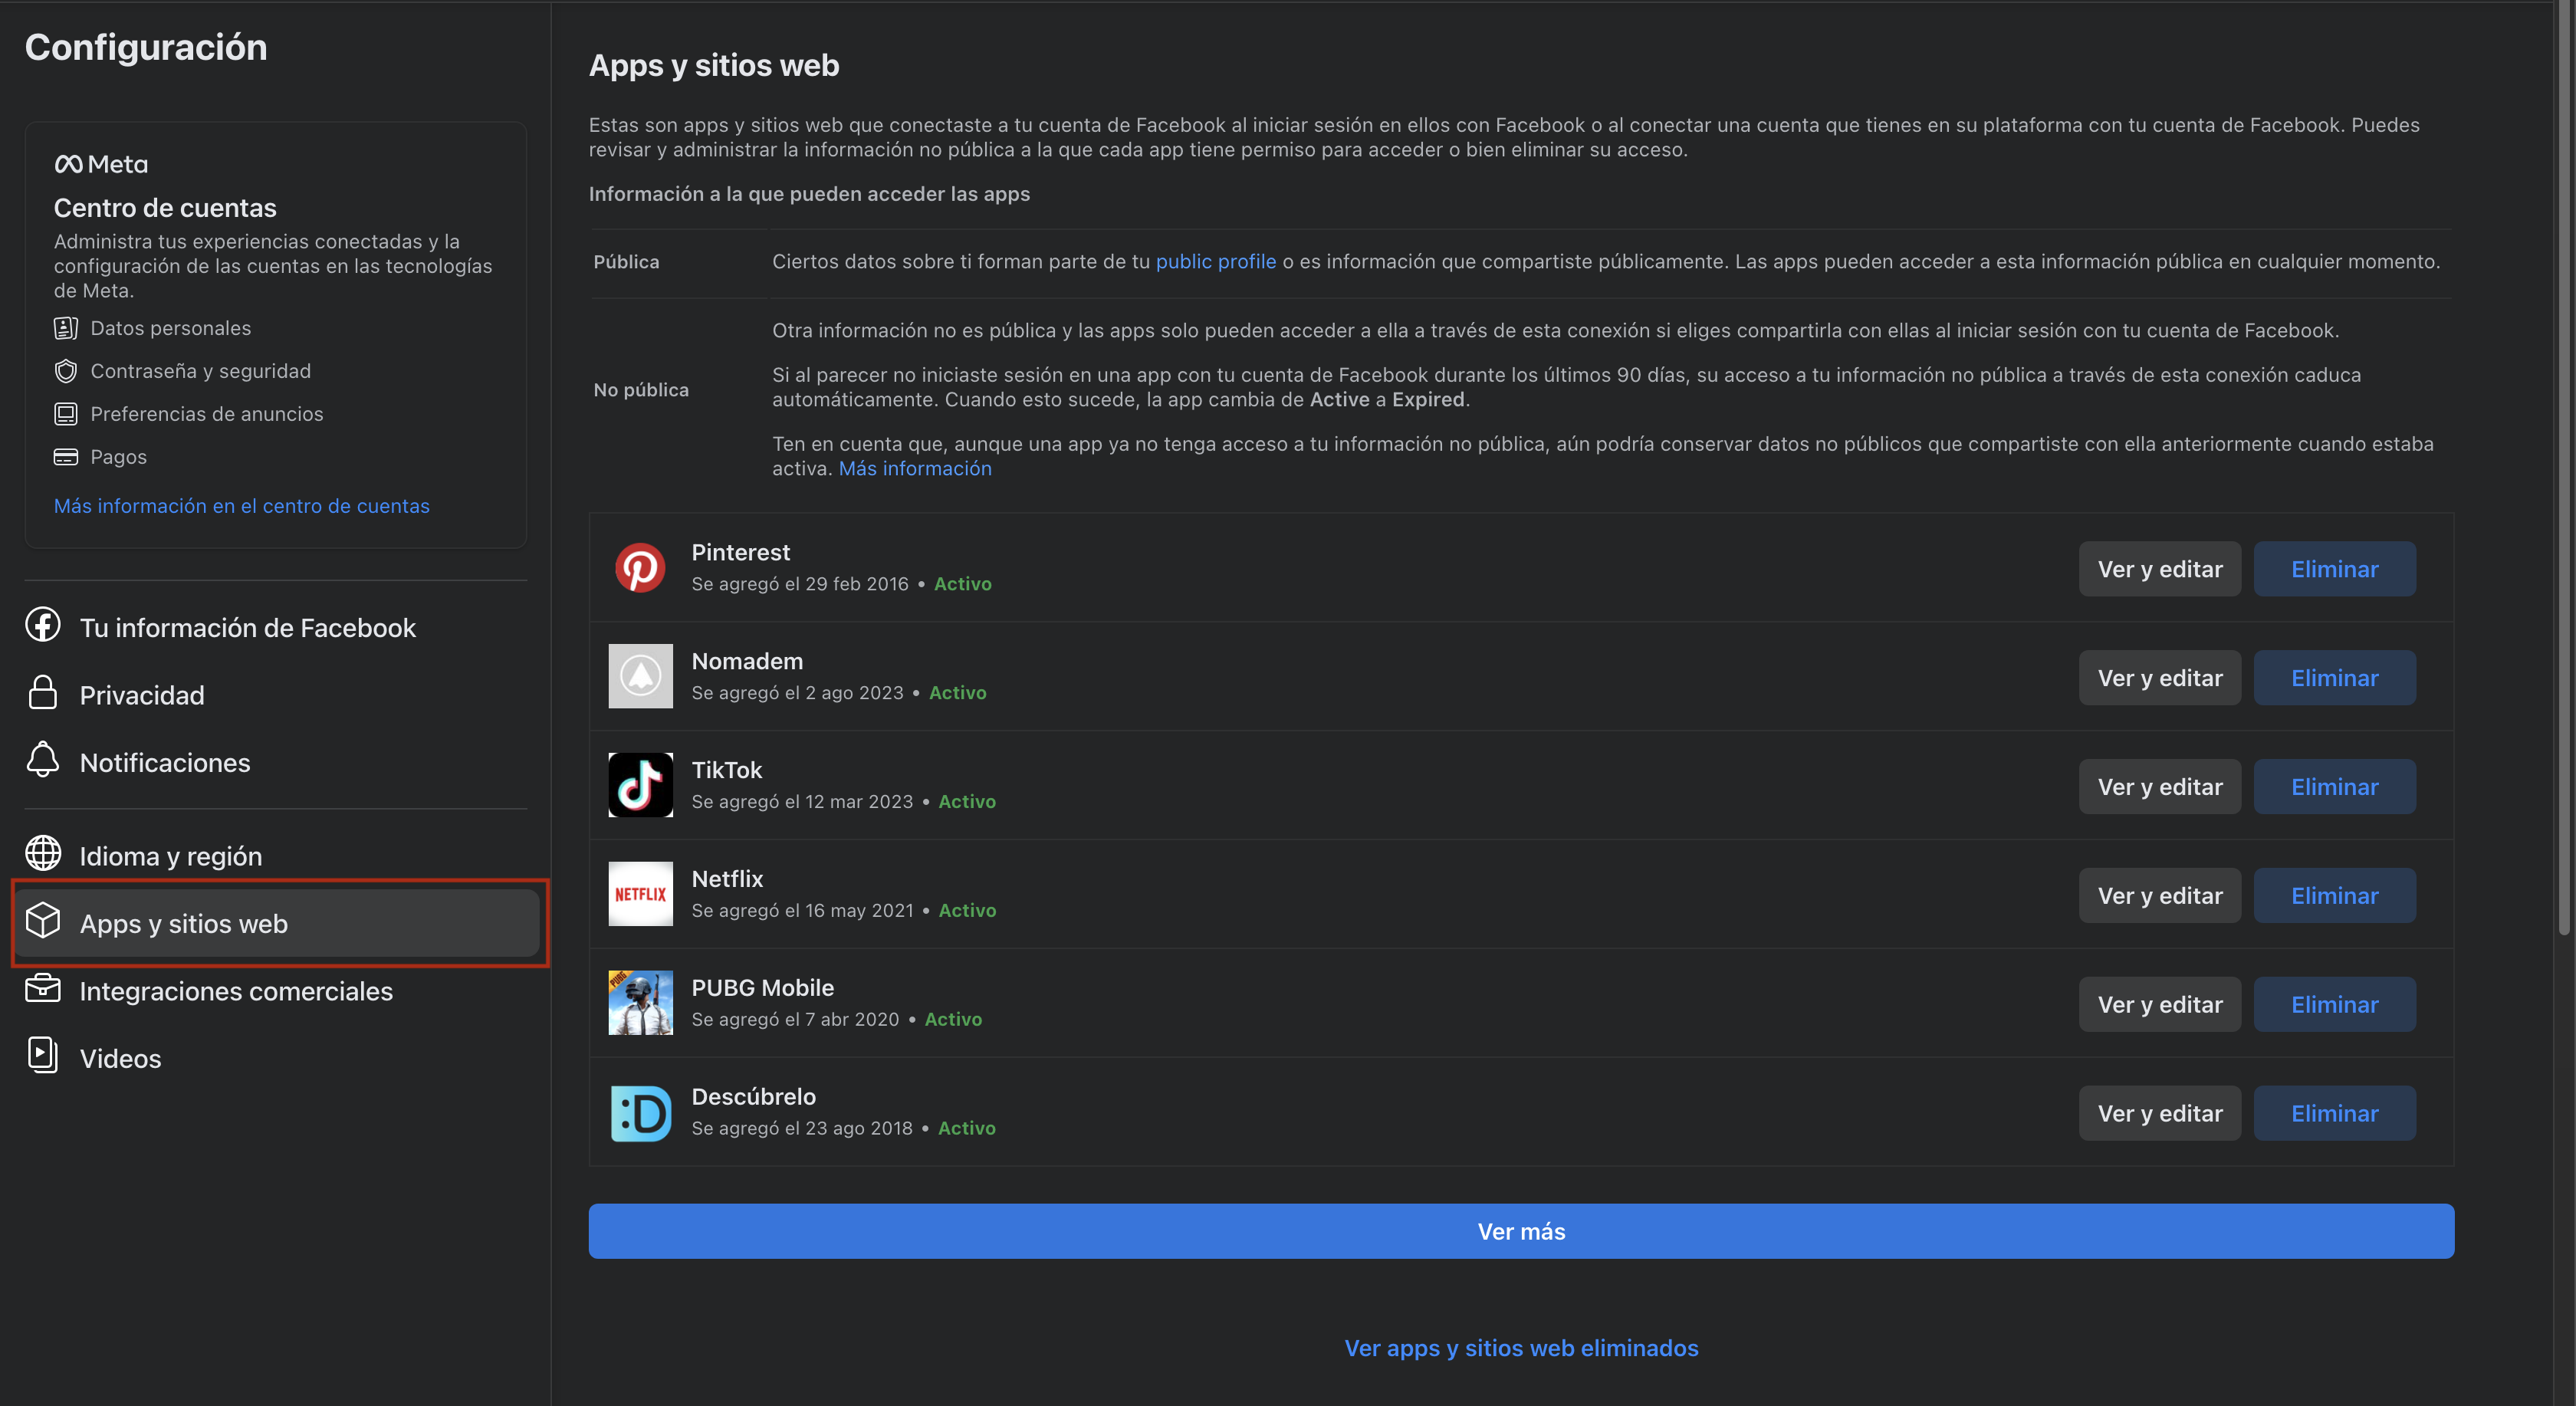 Configuración
Meta
Centro de cuentas
Administra tus experiencias conectadas y la
configuración de las cuentas en las tecnologías
de Meta.
Datos personales
Contraseña y seguridad
Preferencias de anuncios
Pagos
Más información en el centro de cuentas
Tu información de Facebook
Privacidad
Notificaciones
Idioma y región
Apps y sitios web
Integraciones comerciales
Videos
Apps y sitios web
Estas son apps y sitios web que conectaste a tu cuenta de Facebook al iniciar sesión en ellos con Facebook o al conectar una cuenta que tienes en su plataforma con tu cuenta de Facebook. Puedes
revisar y administrar la información no pública a la que cada app tiene permiso para acceder o bien eliminar su acceso.
Información a la que pueden acceder las apps
Pública
Ciertos datos sobre ti forman parte de tu public profile o es información que compartiste públicamente. Las apps pueden acceder a esta información pública en cualquier momento.
No pública
Otra información no es pública y las apps solo pueden acceder a ella a través de esta conexión si eliges compartirla con ellas al iniciar sesión con tu cuenta de Facebook.
Si al parecer no iniciaste sesión en una app con tu cuenta de Facebook durante los últimos 90 días, su acceso a tu información no pública a través de esta conexión caduca
automáticamente. Cuando esto sucede, la app cambia de Active a Expired.
Ten en cuenta que, aunque una app ya no tenga acceso a tu información no pública, aún podría conservar datos no públicos que compartiste con ella anteriormente cuando estaba
activa. Más información
Pinterest
Se agregó el 29 feb 2016 • Activo
Ver y editar
Eliminar
Nomadem
Se agregó el 2 ago 2023 • Activo
Ver y editar
Eliminar
TikTok
Se agregó el 12 mar 2023 • Activo
Ver y editar
Eliminar
NETFLIX
Netflix
Se agregó el 16 may 2021 • Activo
Ver y editar
Eliminar
PUBG
PUBG Mobile
Se agregó el 7 abr 2020 • Activo
Ver y editar
Eliminar
:D
Descúbrelo
Se agregó el 23 ago 2018 • Activo
Ver y editar
Eliminar
Ver más
Ver apps y sitios web eliminados